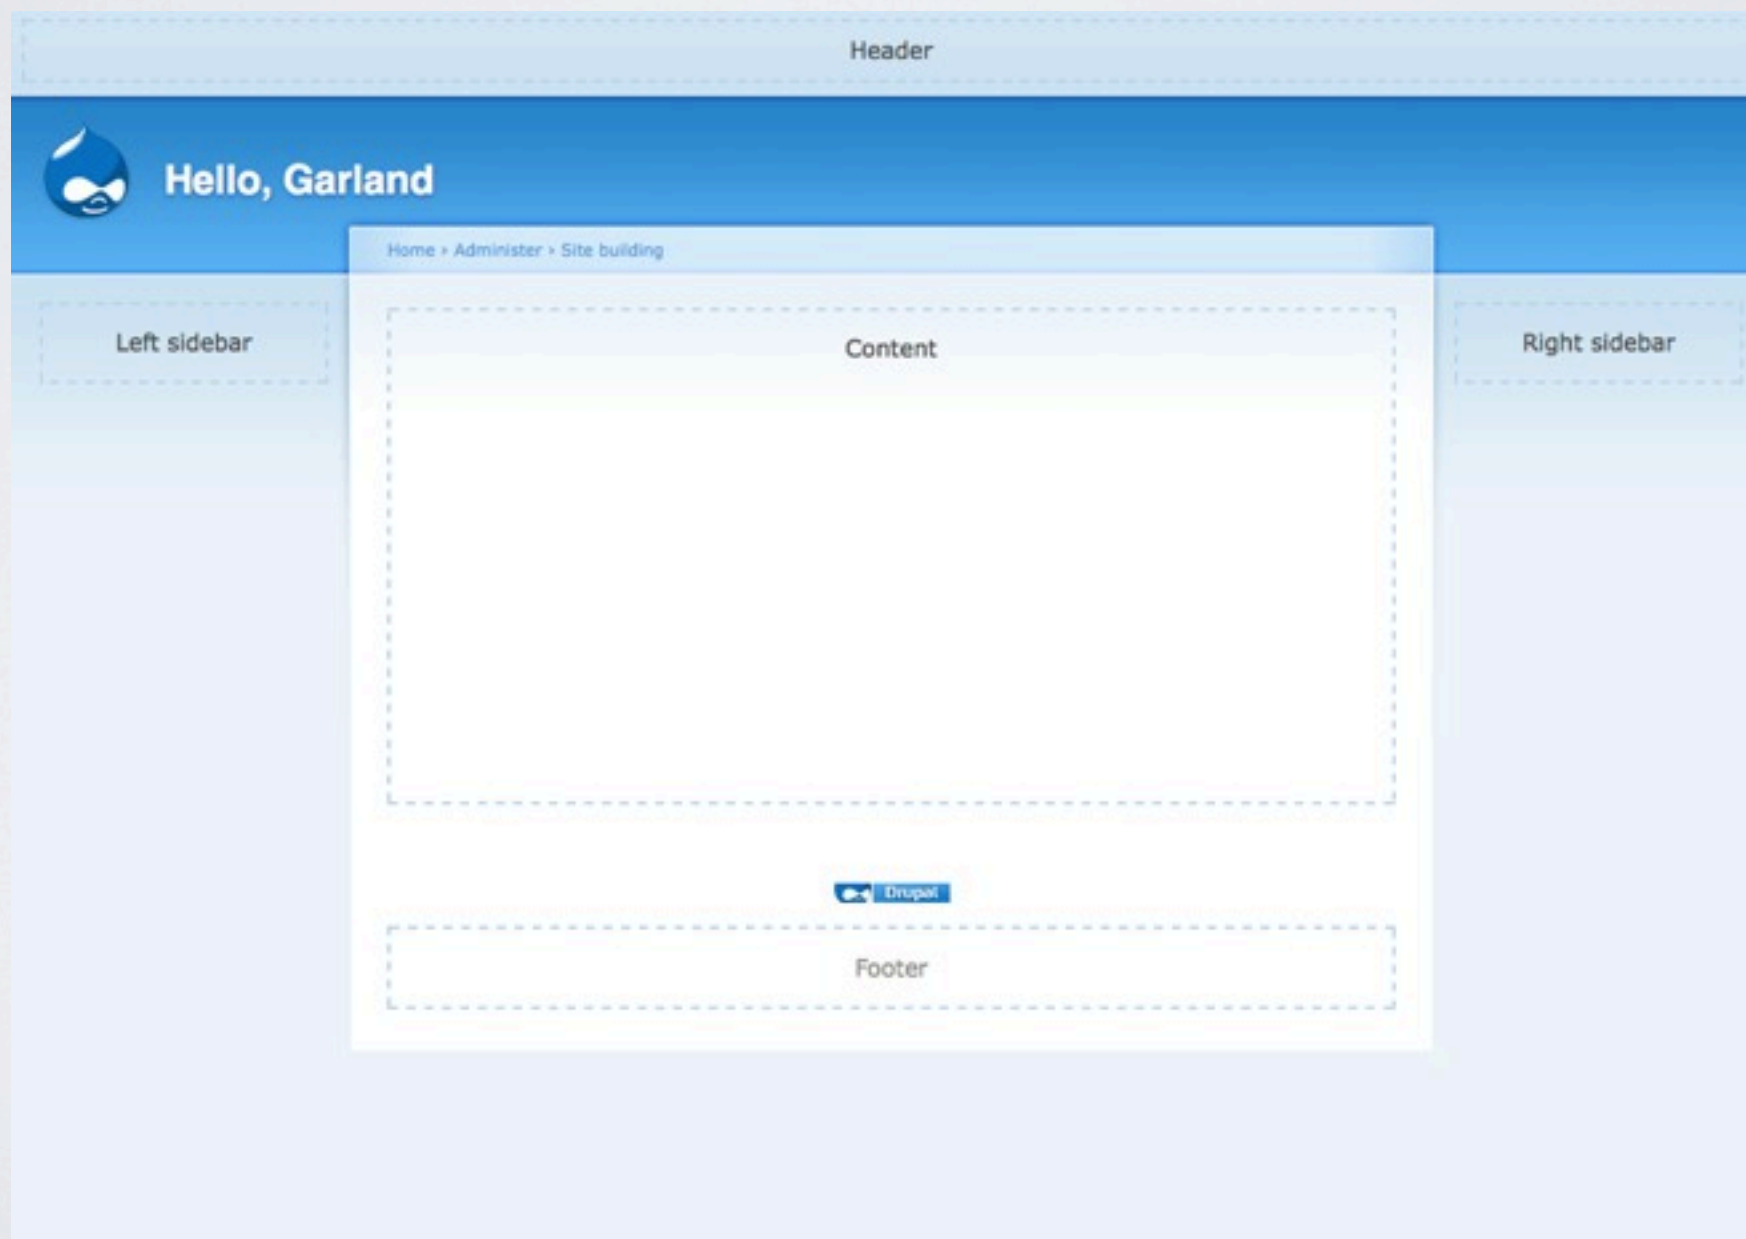 Header
Hello, Garland
Home › Administer › Site building
Left sidebar
Content
Right sidebar
Drupal
Footer